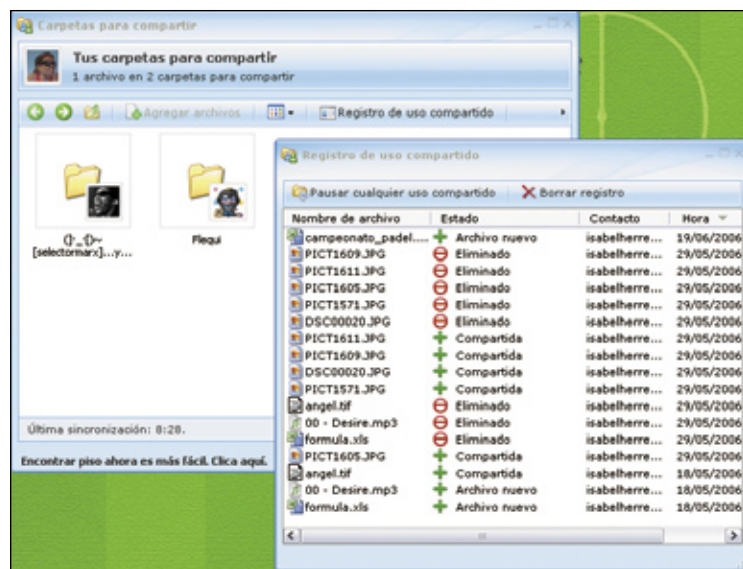 Carpetas para compartir
Tus carpetas para compartir
1 archivo en 2 carpetas para compartir
Agregar archivos Registro de uso compartido
[selectormarx]...y...
Flequi
Última sincronización: 8:28.
Encontrar piso ahora es más fácil. Clica aquí.
Registro de uso compartido
Pausar cualquier uso compartido Borrar registro
Nombre de archivo Estado Contacto Hora
campeonato_padel.... Archivo nuevo isabelherre... 19/06/2006
PICT1609.JPG Eliminado isabelherre... 29/05/2006
PICT1611.JPG Eliminado isabelherre... 29/05/2006
PICT1605.JPG Eliminado isabelherre... 29/05/2006
PICT1571.JPG Eliminado isabelherre... 29/05/2006
DSC00020.JPG Eliminado isabelherre... 29/05/2006
PICT1611.JPG Compartida isabelherre... 29/05/2006
PICT1609.JPG Compartida isabelherre... 29/05/2006
DSC00020.JPG Compartida isabelherre... 29/05/2006
PICT1571.JPG Compartida isabelherre... 29/05/2006
angel.tif Eliminado isabelherre... 29/05/2006
00 - Desire.mp3 Eliminado isabelherre... 29/05/2006
formula.xls Eliminado isabelherre... 29/05/2006
PICT1605.JPG Compartida isabelherre... 29/05/2006
angel.tif Compartida isabelherre... 18/05/2006
00 - Desire.mp3 Archivo nuevo isabelherre... 18/05/2006
formula.xls Archivo nuevo isabelherre... 18/05/2006